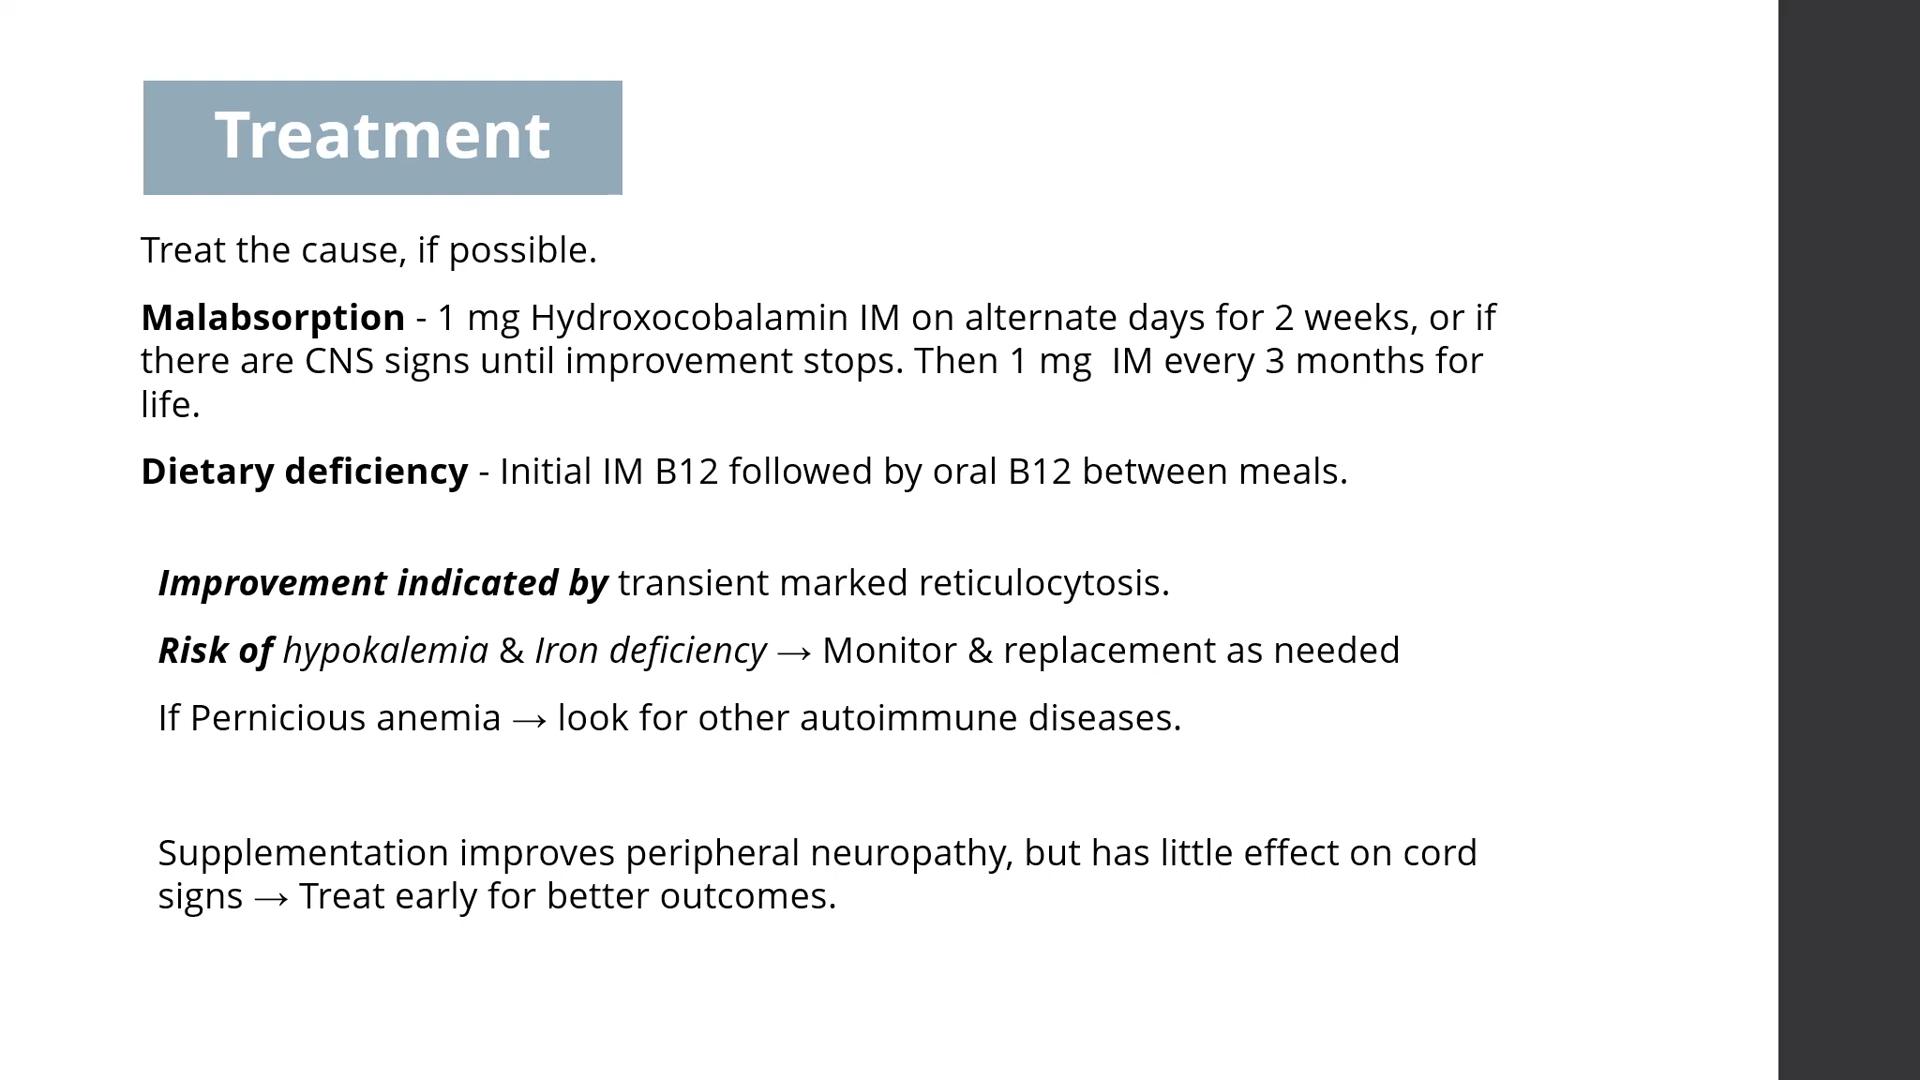 Treatment
Treat the cause, if possible.
Malabsorption - 1 mg Hydroxocobalamin IM on alternate days for 2 weeks, or if
there are CNS signs until improvement stops. Then 1 mg  IM every 3 months for
life.
Dietary deficiency - Initial IM B12 followed by oral B12 between meals.
Improvement indicated by transient marked reticulocytosis.
Risk of hypokalemia & Iron deficiency → Monitor & replacement as needed
If Pernicious anemia → look for other autoimmune diseases.
Supplementation improves peripheral neuropathy, but has little effect on cord
signs → Treat early for better outcomes.